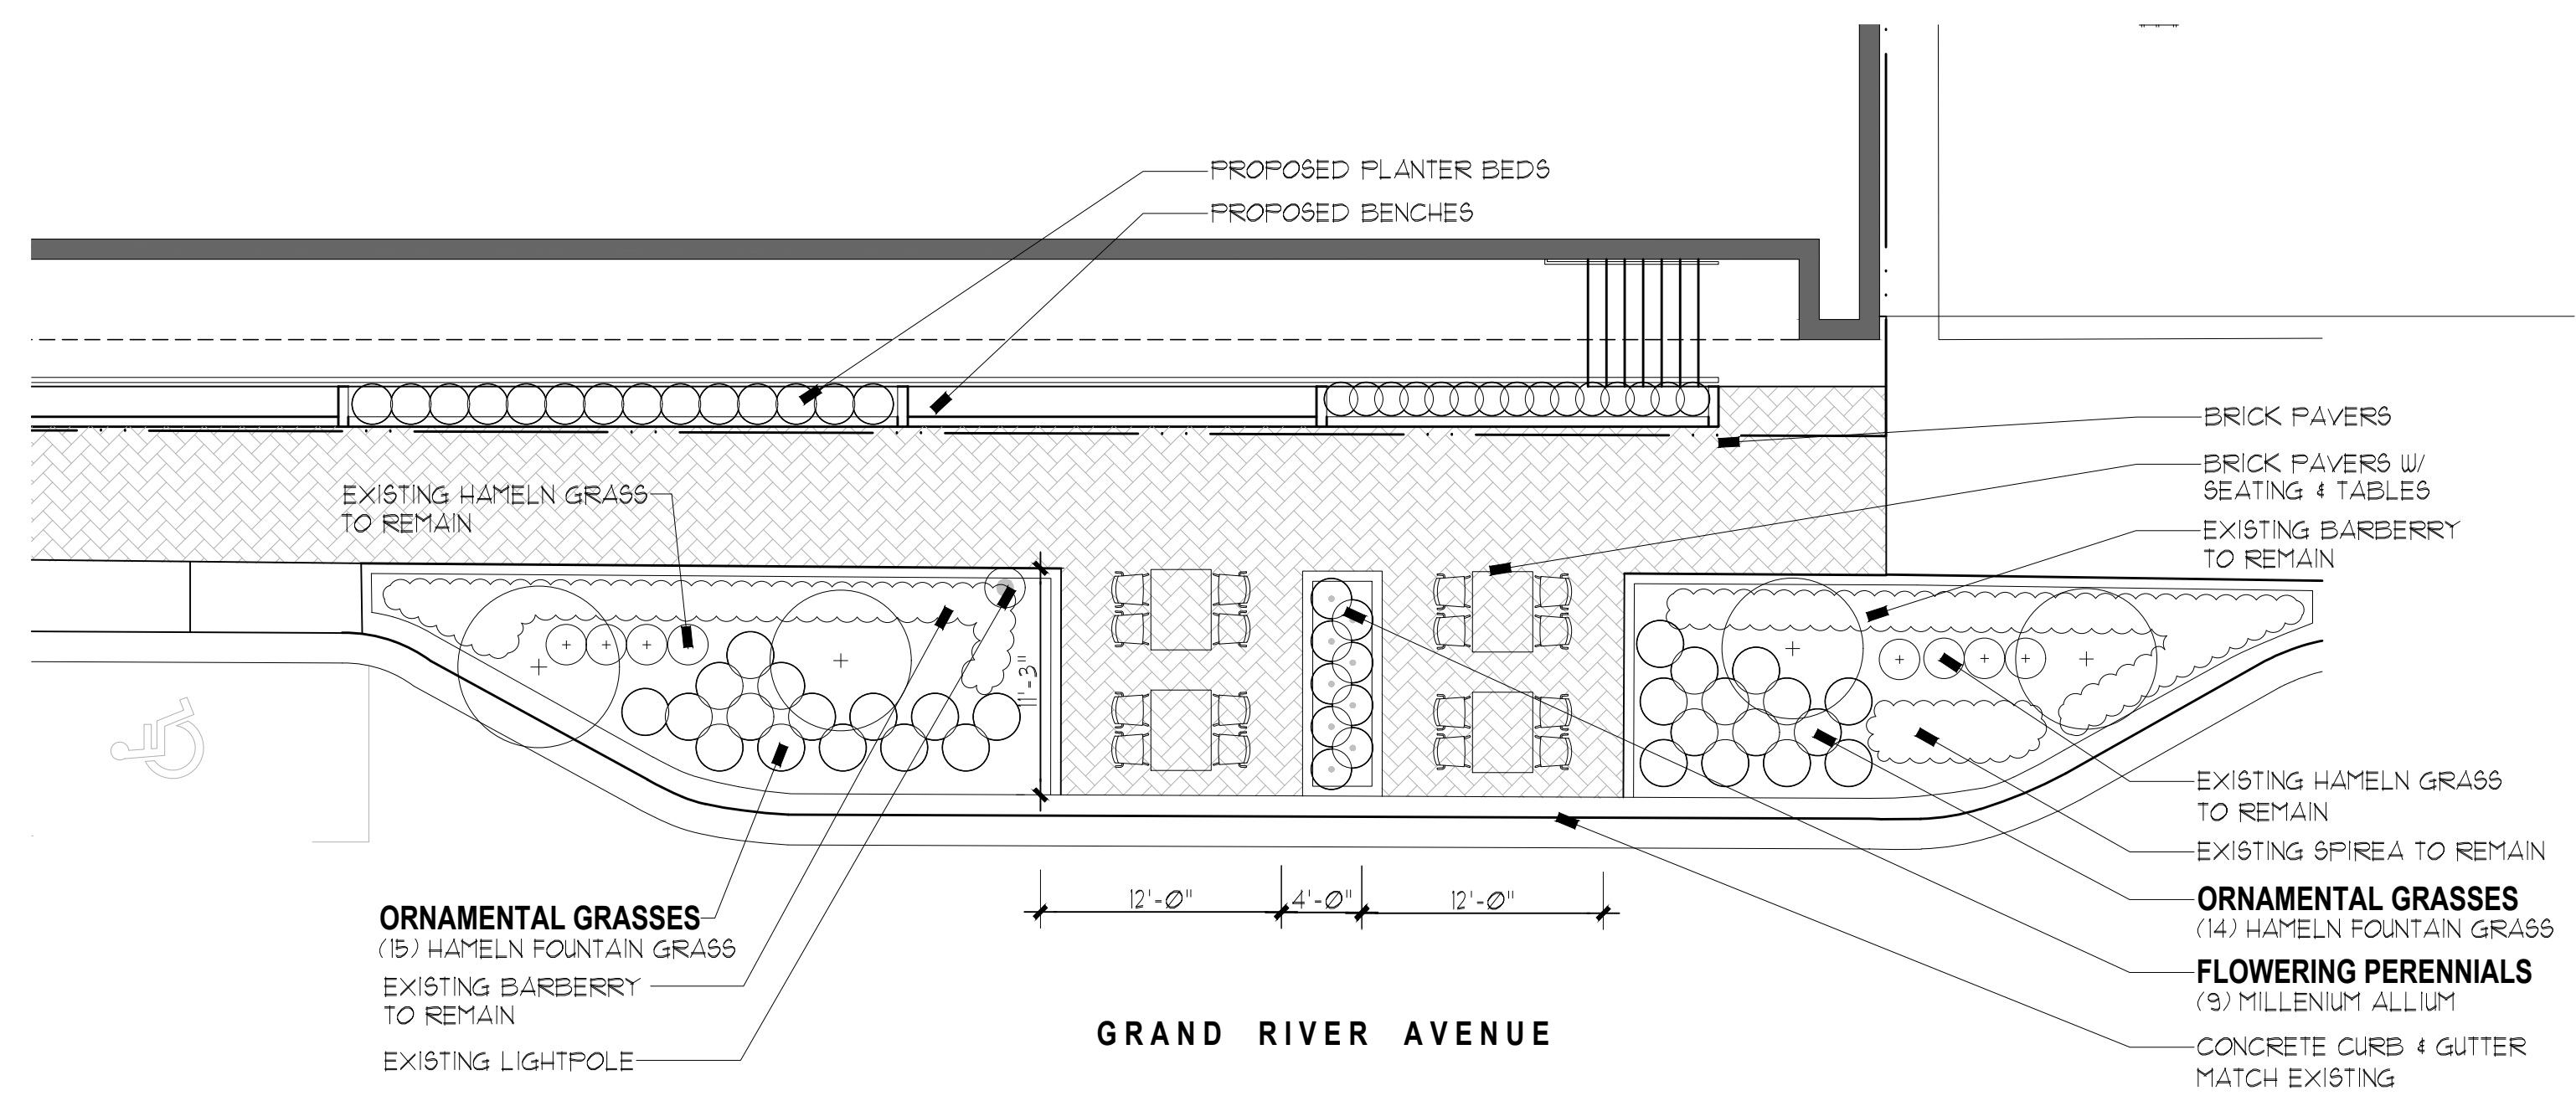 PROPOSED PLANTER BEDS
PROPOSED BENCHES
BRICK PAVERS
BRICK PAVERS W/
SEATING & TABLES
EXISTING BARBERRY
TO REMAIN
EXISTING HAMELN GRASS
TO REMAIN
11'-3"
12'-0"
4'-0"
12'-0"
EXISTING HAMELN GRASS
TO REMAIN
EXISTING SPIREA TO REMAIN
ORNAMENTAL GRASSES
(14) HAMELN FOUNTAIN GRASS
FLOWERING PERENNIALS
(9) MILLENIUM ALLIUM
CONCRETE CURB & GUTTER
MATCH EXISTING
ORNAMENTAL GRASSES
(15) HAMELN FOUNTAIN GRASS
EXISTING BARBERRY
TO REMAIN
EXISTING LIGHTPOLE
GRAND RIVER AVENUE